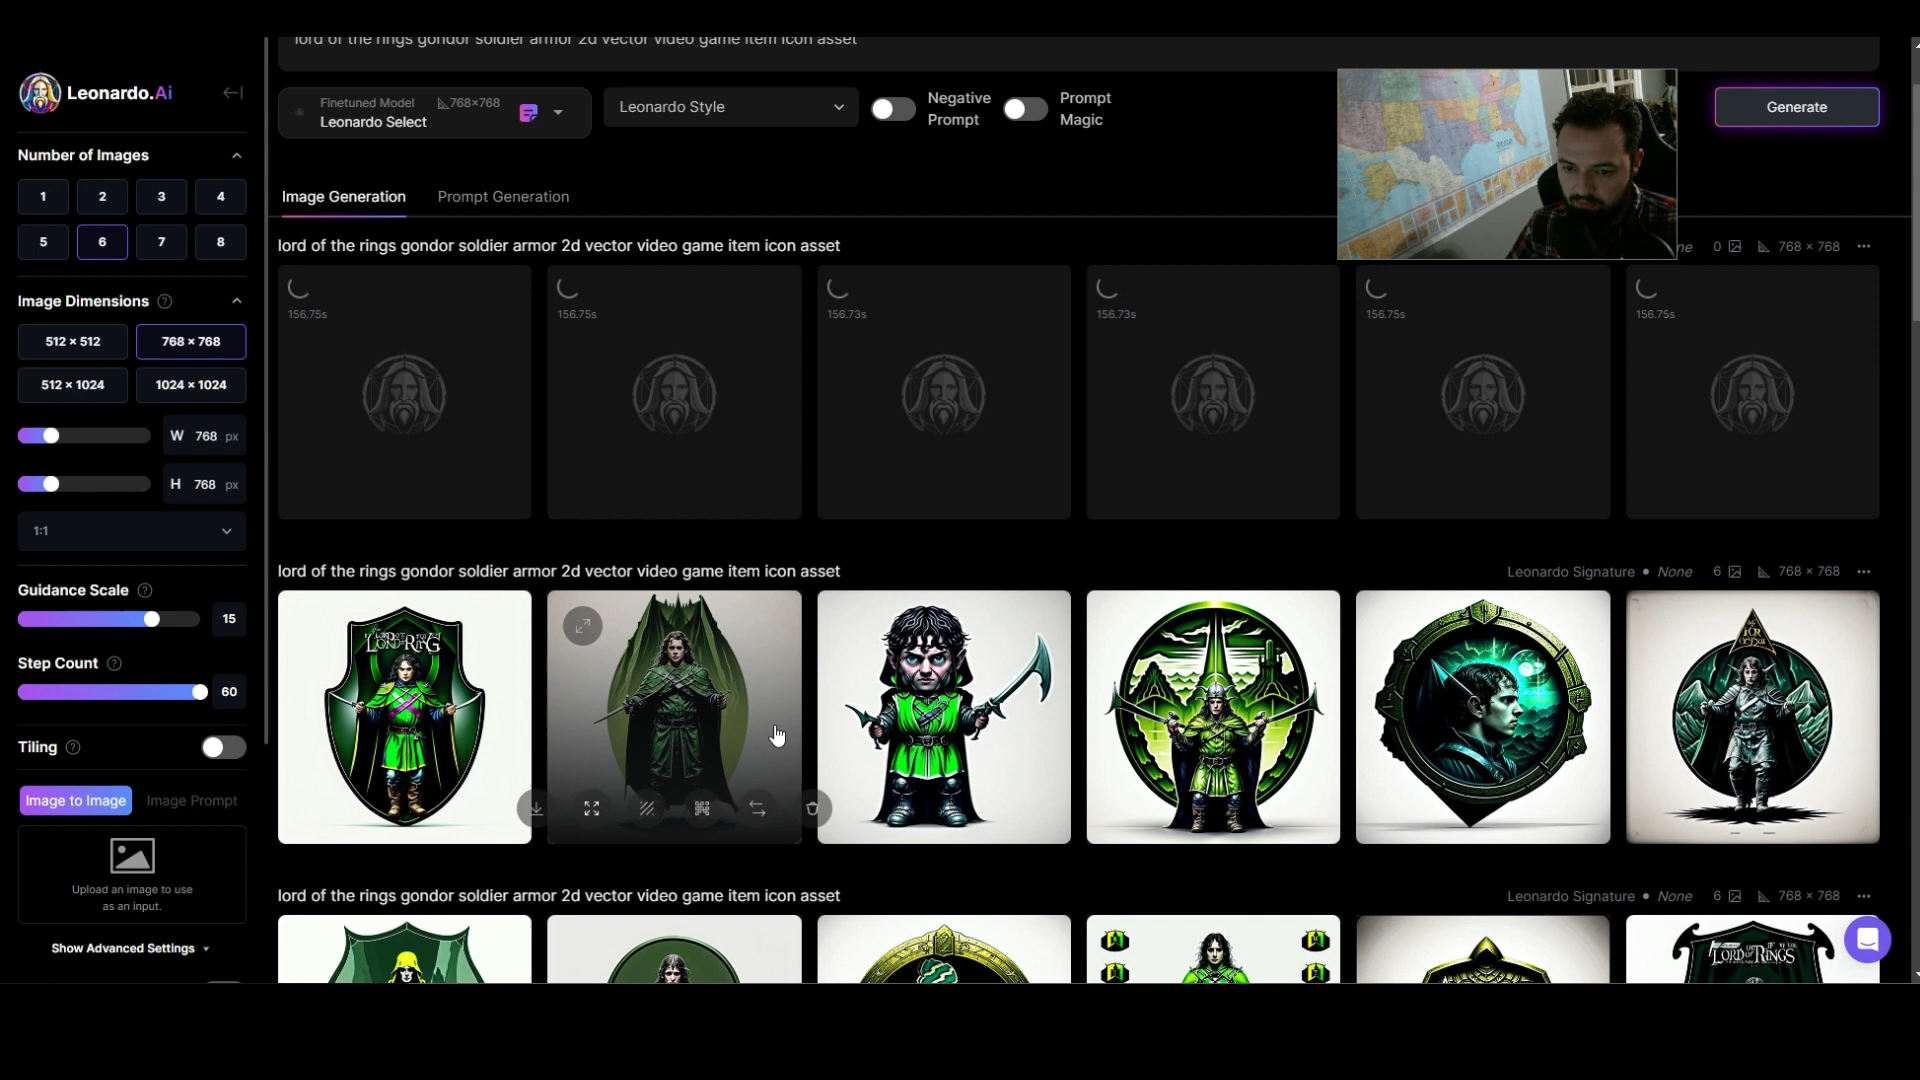 lord of the rings gondor soldier armor 2d vector video game item icon asset
Leonardo.Ai
Finetuned Model
768×768
Leonardo Select
Leonardo Style
Negative
Prompt
Prompt
Magic
Generate
Number of Images
1 2 3 4
5 6 7 8
Image Generation
Prompt Generation
lord of the rings gondor soldier armor 2d vector video game item icon asset
0
768 × 768
156.75s
156.75s
156.73s
156.73s
156.75s
156.75s
Image Dimensions
512 × 512
768 × 768
512 × 1024
1024 × 1024
W 768 px
H 768 px
1:1
Guidance Scale
15
Step Count
60
Tiling
Image to Image
Image Prompt
Upload an image to use
as an input.
Show Advanced Settings
lord of the rings gondor soldier armor 2d vector video game item icon asset
Leonardo Signature • None 6 768 × 768
lord of the rings gondor soldier armor 2d vector video game item icon asset
Leonardo Signature • None 6 768 × 768